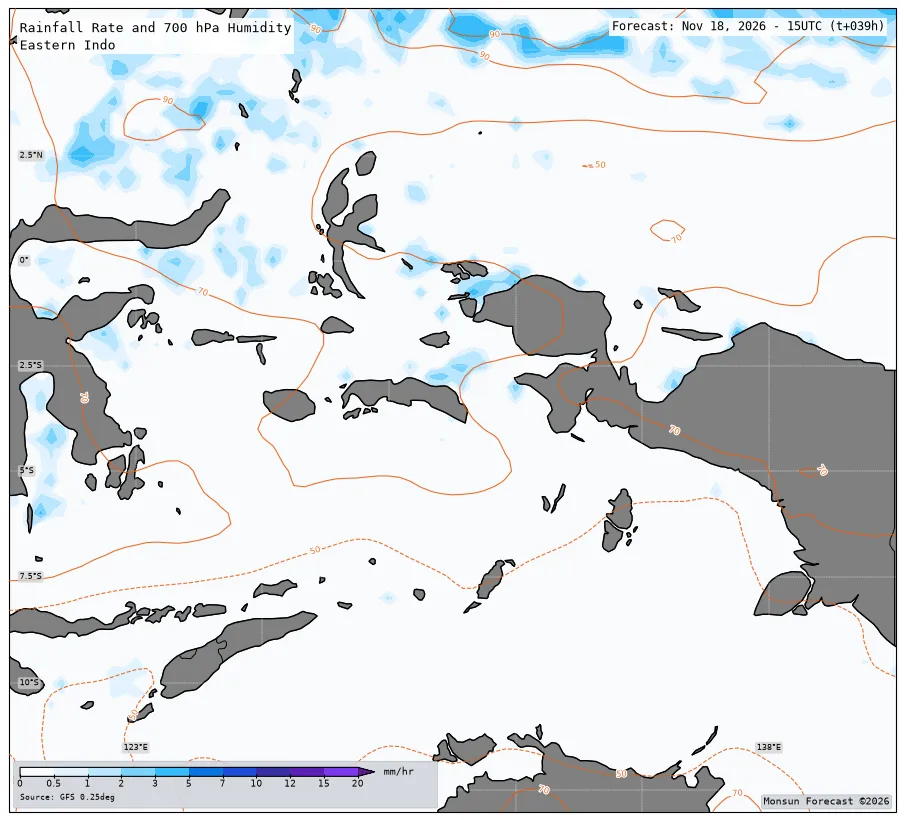 Rainfall Rate and 700 hPa Humidity
Eastern Indo
Forecast: Nov 18, 2026 - 15UTC (t+039h)
90
90
90
90
2.5°N
50
70
0°
70
2.5°S
70
70
5°S
70
50
7.5°S
10°S
50
123°E
138°E
50
70
70
mm/hr
0 0.5 1 2 3 5 7 10 12 15 20
Source: GFS 0.25deg
Monsun Forecast ©2026